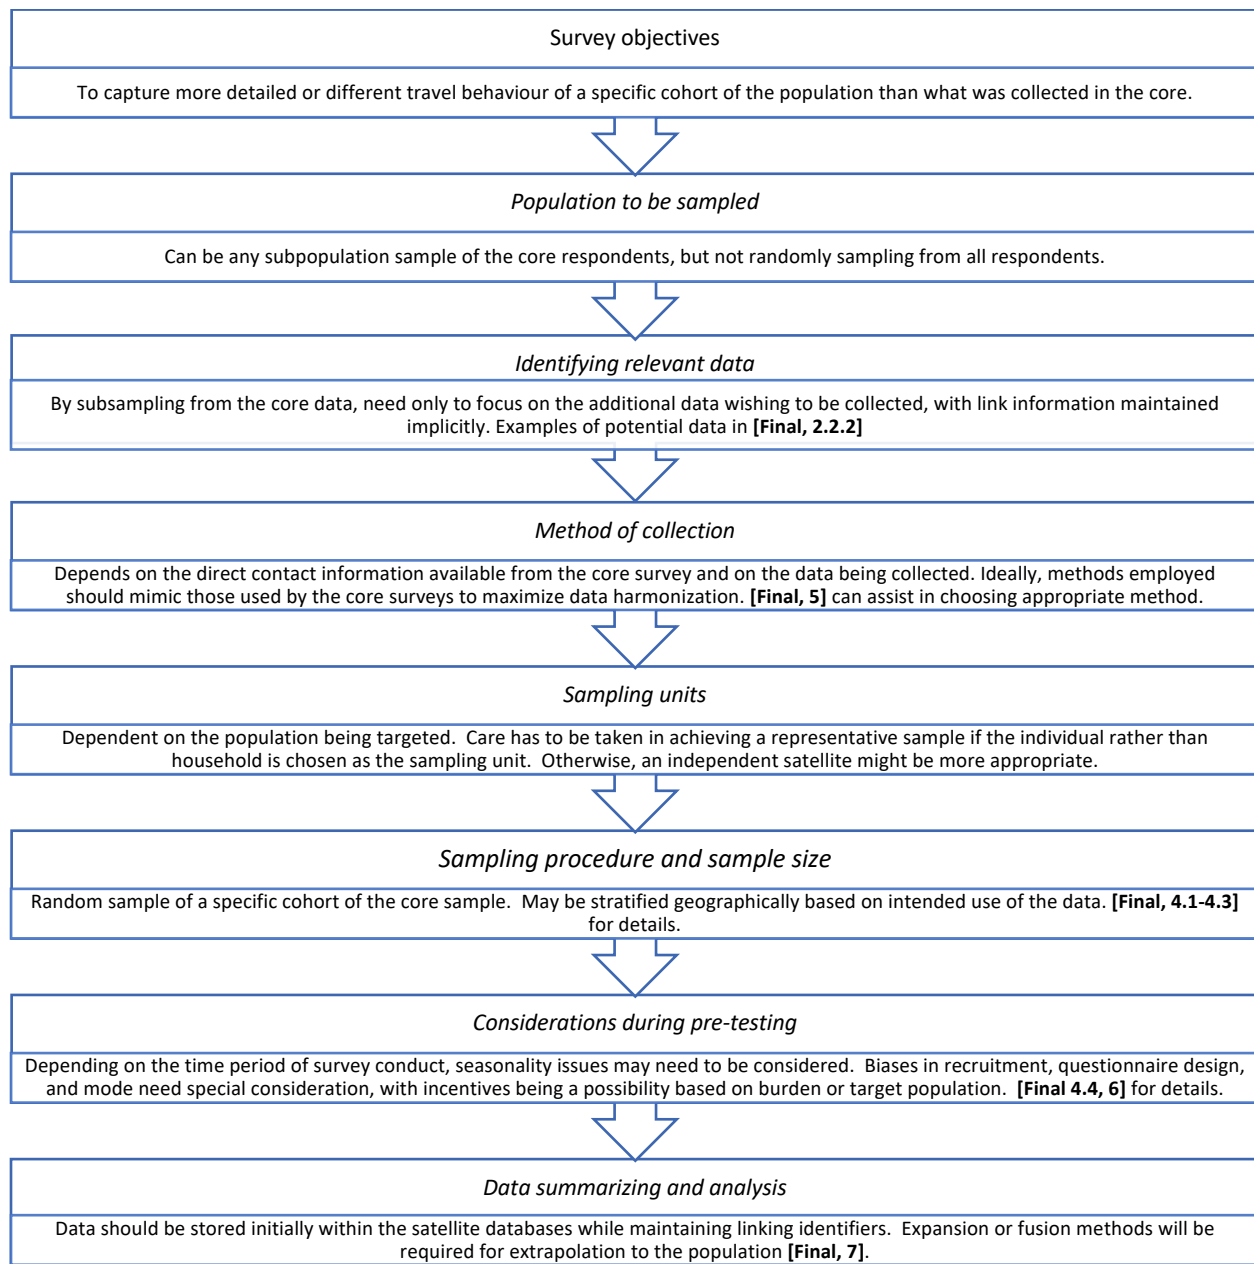 Survey objectives
To capture more detailed or different travel behaviour of a specific cohort of the population than what was collected in the core.
Population to be sampled
Can be any subpopulation sample of the core respondents, but not randomly sampling from all respondents.
Identifying relevant data
By subsampling from the core data, need only to focus on the additional data wishing to be collected, with link information maintained
implicitly. Examples of potential data in [Final, 2.2.2]
Method of collection
Depends on the direct contact information available from the core survey and on the data being collected. Ideally, methods employed
should mimic those used by the core surveys to maximize data harmonization. [Final, 5] can assist in choosing appropriate method.
Sampling units
Dependent on the population being targeted.  Care has to be taken in achieving a representative sample if the individual rather than
household is chosen as the sampling unit.  Otherwise, an independent satellite might be more appropriate.
Sampling procedure and sample size
Random sample of a specific cohort of the core sample.  May be stratified geographically based on intended use of the data. [Final, 4.1-4.3]
for details.
Considerations during pre-testing
Depending on the time period of survey conduct, seasonality issues may need to be considered.  Biases in recruitment, questionnaire design,
and mode need special consideration, with incentives being a possibility based on burden or target population.  [Final 4.4, 6] for details.
Data summarizing and analysis
Data should be stored initially within the satellite databases while maintaining linking identifiers.  Expansion or fusion methods will be
required for extrapolation to the population [Final, 7].